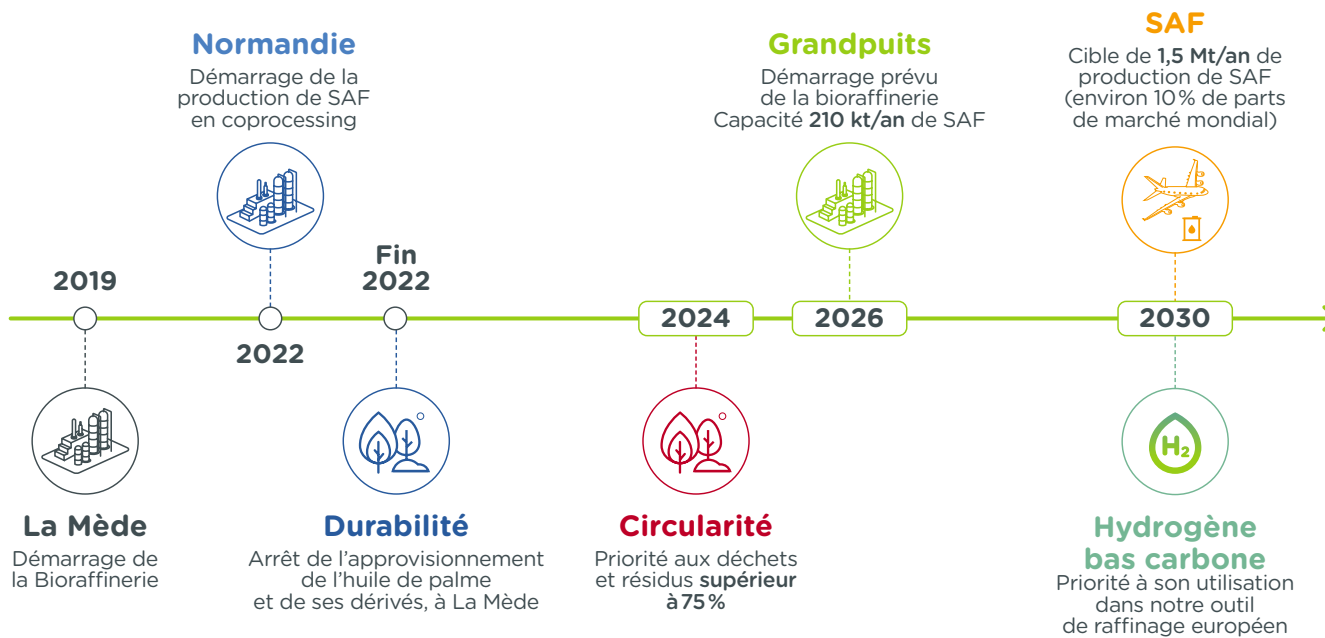 Normandie
Démarrage de la
production de SAF
en coprocessing
Grandpuits
Démarrage prévu
de la bioraffinerie
Capacité 210 kt/an de SAF
SAF
Cible de 1,5 Mt/an de
production de SAF
(environ 10 % de parts
de marché mondial)
2019
2022
Fin
2022
2024
2026
2030
La Mède
Démarrage de
la Bioraffinerie
Durabilité
Arrêt de l’approvisionnement
de l’huile de palme
et de ses dérivés, à La Mède
Circularité
Priorité aux déchets
et résidus supérieur
à 75 %
H₂
Hydrogène
bas carbone
Priorité à son utilisation
dans notre outil
de raffinage européen